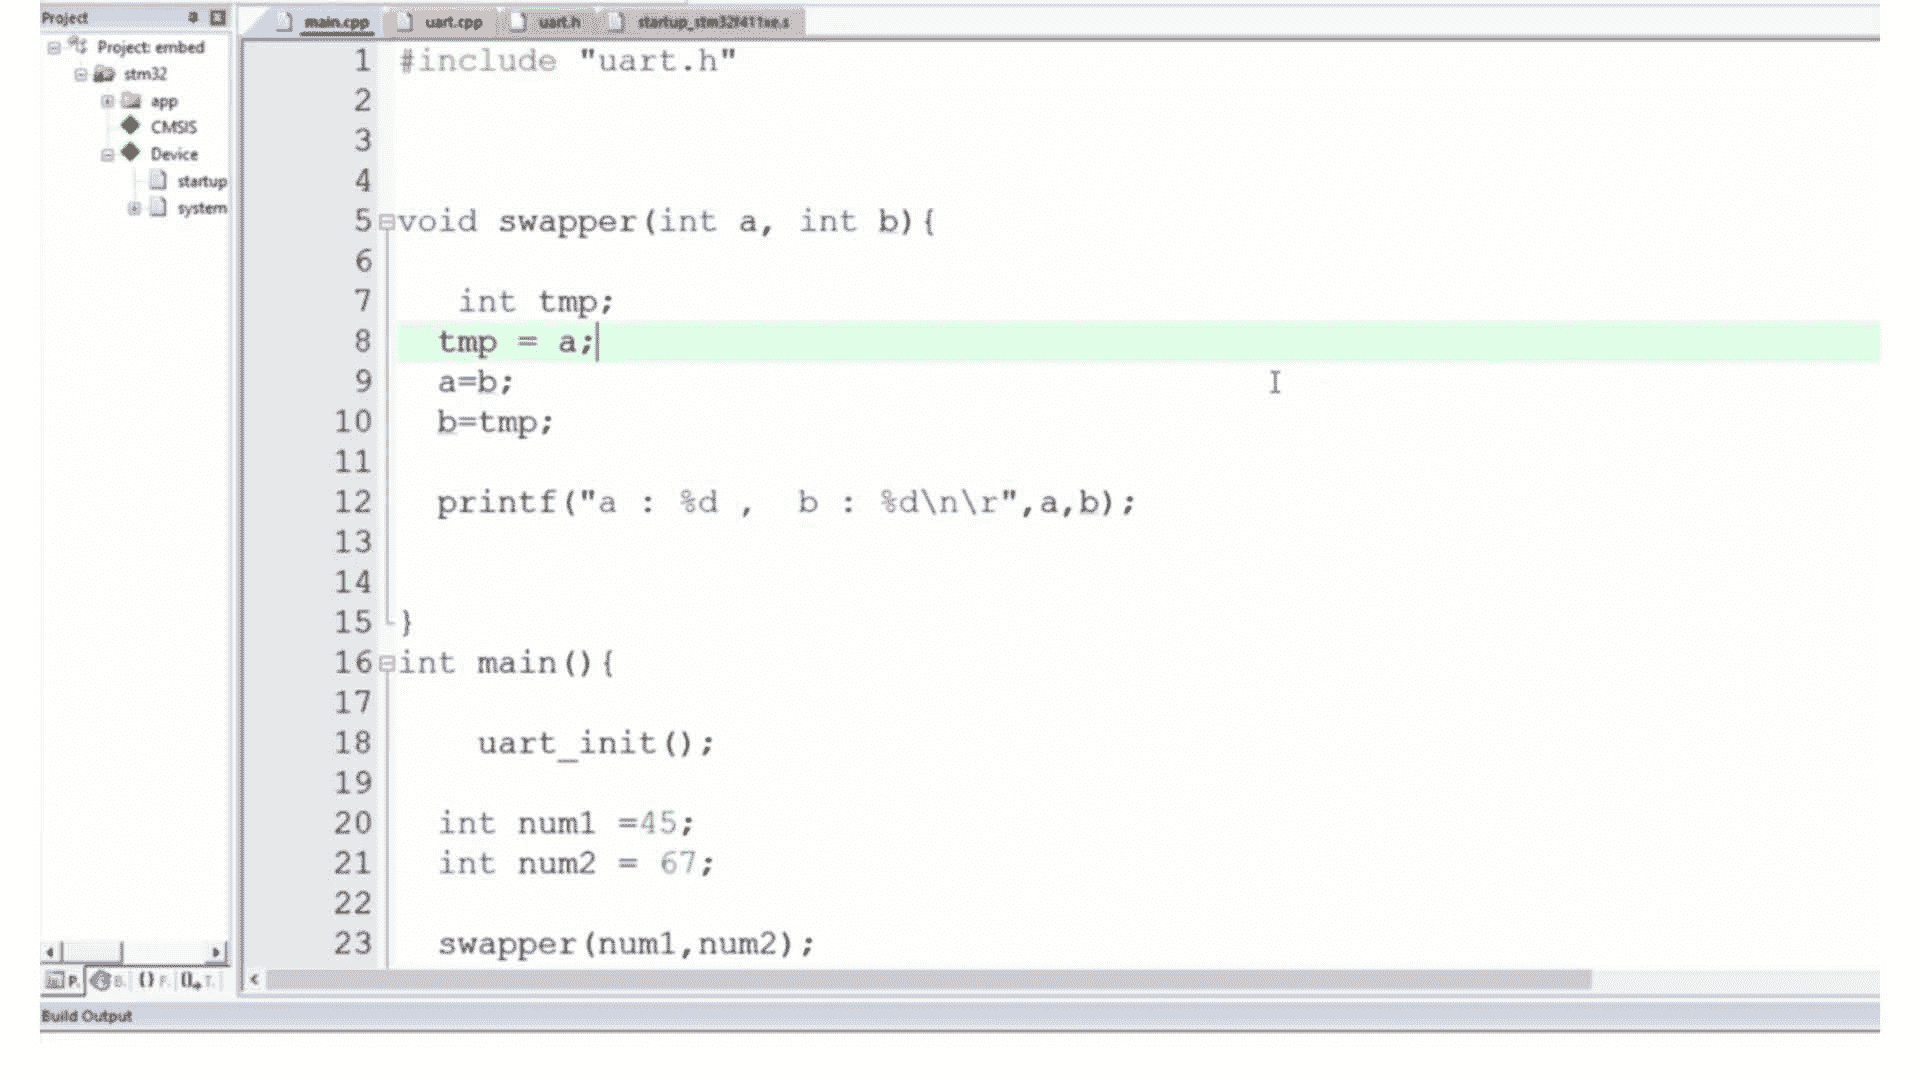 Project
main.cpp uart.cpp uart.h startup_stm32f411xe.s
Project: embed
stm32
app
CMSIS
Device
startup
system
1 #include "uart.h"
2
3
4
5 void swapper(int a, int b){
6
7 int tmp;
8 tmp = a;
9 a=b;
10 b=tmp;
11
12 printf("a : %d , b : %d\n\r",a,b);
13
14
15 }
16 int main(){
17
18 uart_init();
19
20 int num1 =45;
21 int num2 = 67;
22
23 swapper(num1,num2);
P. B. {} F. T.
Build Output